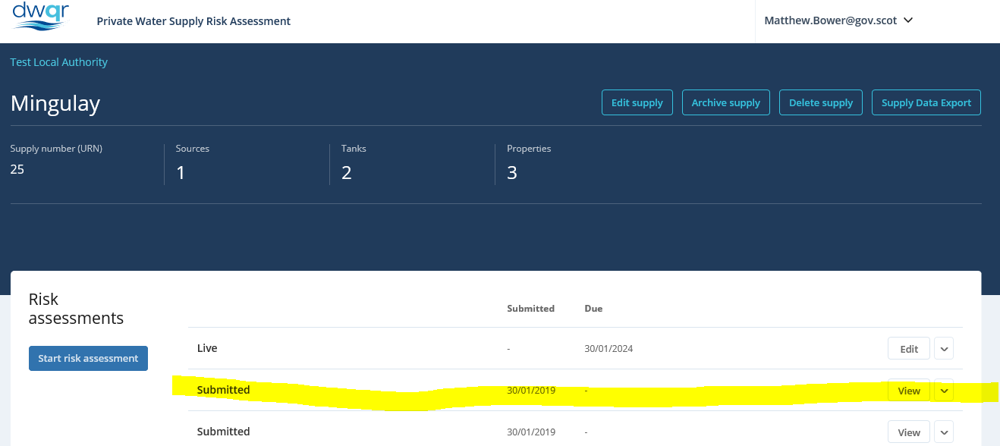 dwqr
Private Water Supply Risk Assessment
Matthew.Bower@gov.scot
Test Local Authority
Mingulay
Edit supply
Archive supply
Delete supply
Supply Data Export
Supply number (URN)
25
Sources
1
Tanks
2
Properties
3
Risk
assessments
Start risk assessment
Submitted Due
Live - 30/01/2024 Edit
Submitted 30/01/2019 - View
Submitted 30/01/2019 - View